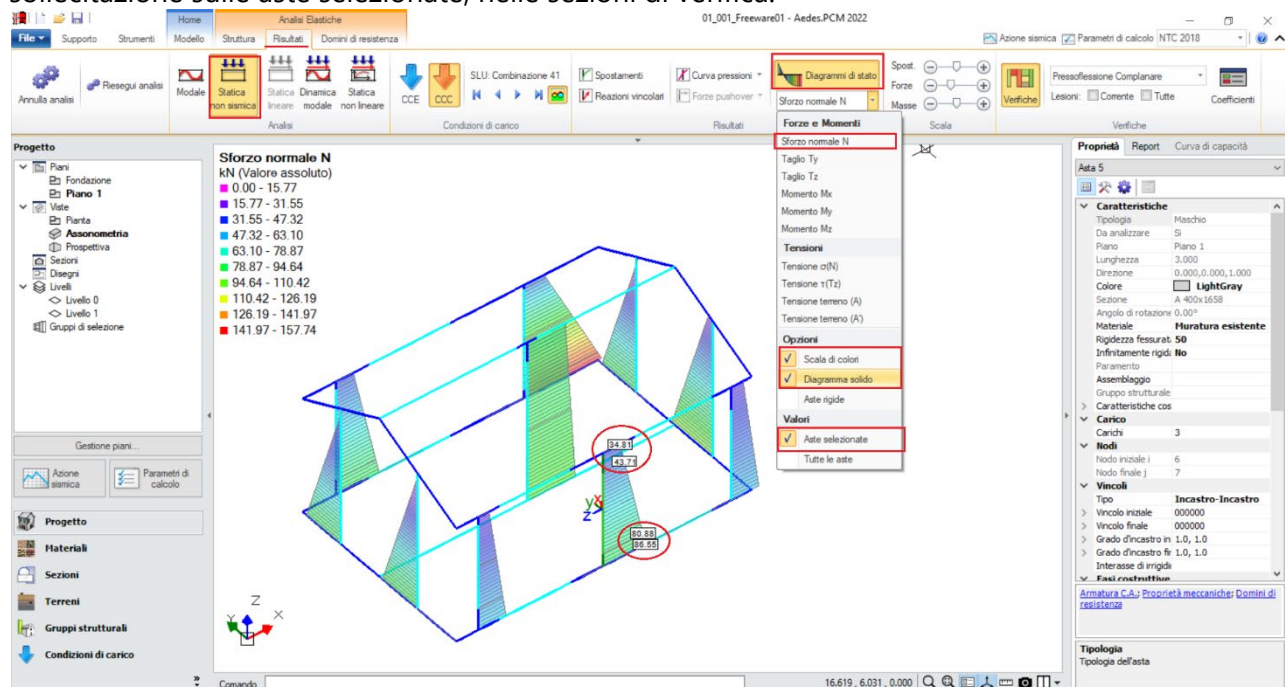 sollecitazione sulle aste selezionate, nelle sezioni di verifica.
Home
Analisi Elastiche
01_001_Freeware01 - Aedes.PCM 2022
File
Supporto
Strumenti
Modello
Struttura
Risultati
Domini di resistenza
Azione sismica
Parametri di calcolo
NTC 2018
Annulla analisi
Riesegui analisi
Modale
Statica
non sismica
Statica
lineare
Dinamica
modale
Statica
non lineare
Analisi
CCE
CCC
SLU: Combinazione 41
Condizioni di carico
Spostamenti
Reazioni vincolari
Curva pressioni
Forze pushover
Diagrammi di stato
Sforzo normale N
Risultati
Spost.
Forze
Masse
Scala
Verifiche
Pressoflessione Complanare
Lesioni:
Corrente
Tutte
Coefficienti
Verifiche
Progetto
Piani
Fondazione
Piano 1
Viste
Pianta
Assonometria
Prospettiva
Sezioni
Disegni
Livelli
Livello 0
Livello 1
Gruppi di selezione
Gestione piani...
Azione
sismica
Parametri di
calcolo
Progetto
Materiali
Sezioni
Terreni
Gruppi strutturali
Condizioni di carico
Sforzo normale N
kN (Valore assoluto)
0.00 - 15.77
15.77 - 31.55
31.55 - 47.32
47.32 - 63.10
63.10 - 78.87
78.87 - 94.64
94.64 - 110.42
110.42 - 126.19
126.19 - 141.97
141.97 - 157.74
34.81
43.71
80.88
86.55
y
x
z
Z
Y
X
Forze e Momenti
Sforzo normale N
Taglio Ty
Taglio Tz
Momento Mx
Momento My
Momento Mz
Tensioni
Tensione σ(N)
Tensione τ(Tz)
Tensione terreno (A)
Tensione terreno (A')
Opzioni
Scala di colori
Diagramma solido
Aste rigide
Valori
Aste selezionate
Tutte le aste
Proprietà
Report
Curva di capacità
Asta 5
Caratteristiche
Tipologia Maschio
Da analizzare Si
Piano Piano 1
Lunghezza 3.000
Direzione 0.000,0.000,1.000
Colore LightGray
Sezione A 400x1658
Angolo di rotazione 0.00°
Materiale Muratura esistente
Rigidezza fessurat. 50
Infinitamente rigida No
Paramento
Assemblaggio
Gruppo strutturale
Caratteristiche cos
Carico
Carichi 3
Nodi
Nodo iniziale i 6
Nodo finale j 7
Vincoli
Tipo Incastro-Incastro
Vincolo iniziale 000000
Vincolo finale 000000
Grado d'incastro in 1.0, 1.0
Grado d'incastro fir 1.0, 1.0
Interasse di irrigidi
Fasi costruttive
Armatura C.A.; Proprietà meccaniche; Domini di
resistenza
Tipologia
Tipologia dell'asta
Comando
16.619 , 6.031 , 0.000